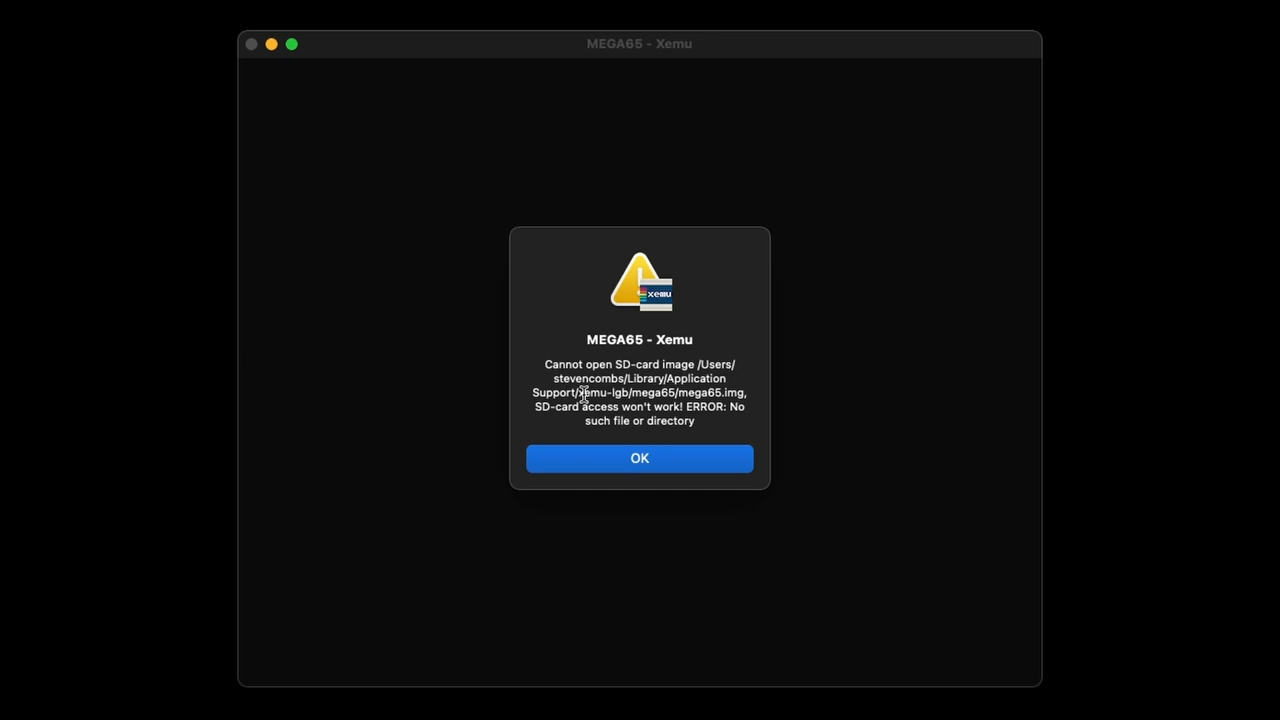 MEGA65 - Xemu
xemu
MEGA65 - Xemu
Cannot open SD-card image /Users/
stevencombs/Library/Application
Support/xemu-lgb/mega65/mega65.img,
SD-card access won't work! ERROR: No
such file or directory
OK